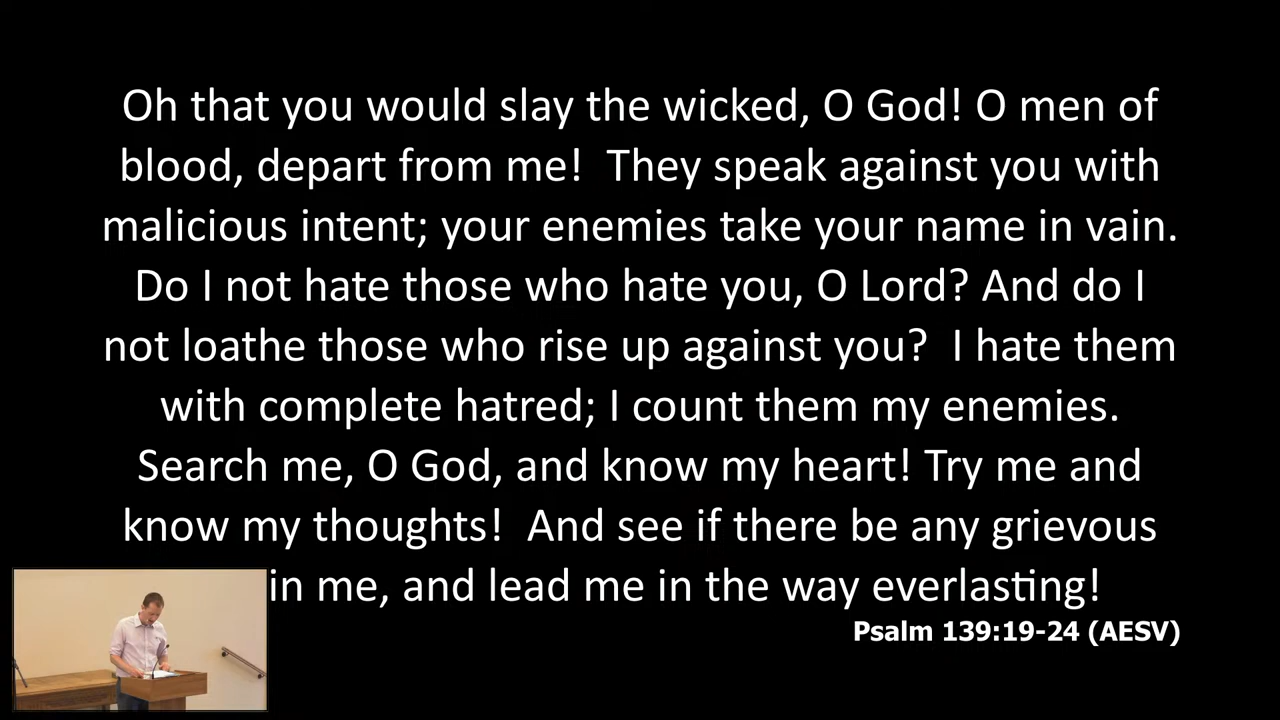 Oh that you would slay the wicked, O God! O men of
blood, depart from me!  They speak against you with
malicious intent; your enemies take your name in vain.
Do I not hate those who hate you, O Lord? And do I
not loathe those who rise up against you?  I hate them
with complete hatred; I count them my enemies.
Search me, O God, and know my heart! Try me and
know my thoughts!  And see if there be any grievous
in me, and lead me in the way everlasting!
Psalm 139:19-24 (AESV)